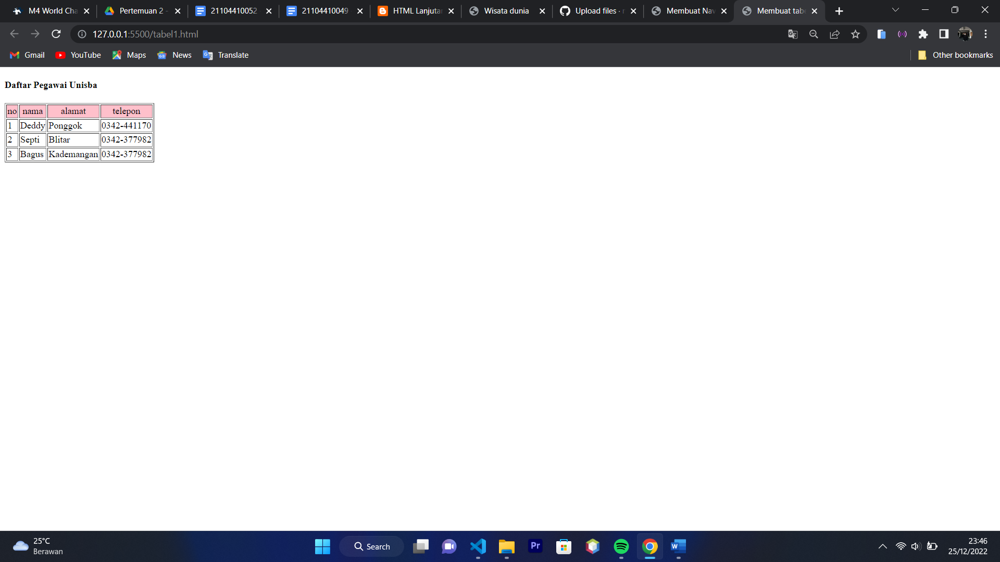 M4 World Cha
Pertemuan 2 -
21104410052
21104410049
HTML Lanjutan
Wisata dunia
Upload files · r
Membuat Nav
Membuat tabe
127.0.0.1:5500/tabel1.html
Gmail
YouTube
Maps
News
Translate
Other bookmarks
Daftar Pegawai Unisba
no nama alamat telepon
1 Deddy Ponggok 0342-441170
2 Septi Blitar 0342-377982
3 Bagus Kademangan 0342-377982
25°C
Berawan
Search
Pr
W
23:46
25/12/2022